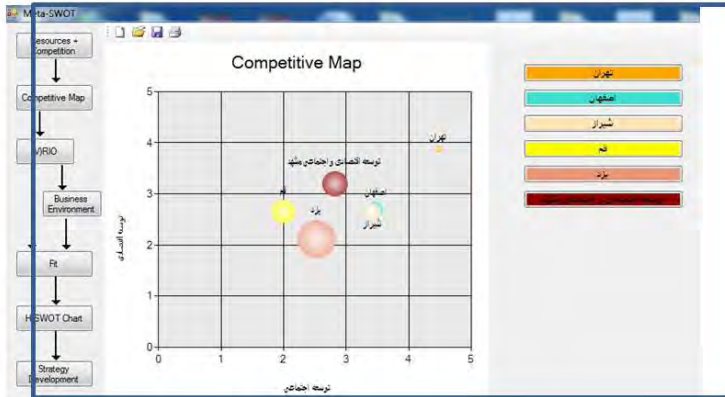 Meta-SWOT
Resources +
Competition
Competitive Map
(V)RIO
Business
Environment
Fit
H SWOT Chart
Strategy
Development
Competitive Map
5
4
3
2
1
0
0
1
2
3
4
5
توسعه اقتصادی
توسعه اجتماعی
تهران
توسعه اقتصادی و اجتماعی مشهد
قم
یزد
اصفهان
شیراز
تهران
اصفهان
شیراز
قم
یزد